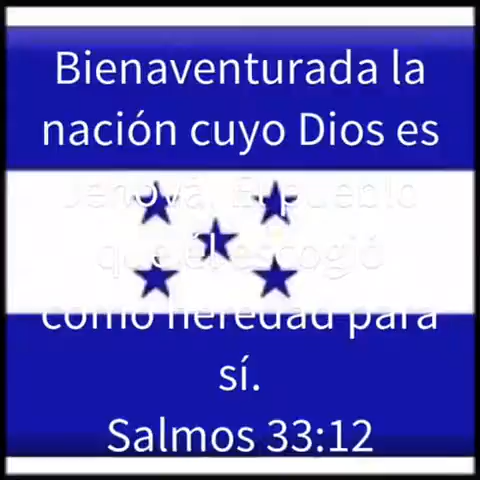 Bienaventurada la
nación cuyo Dios es
Jehová, El pueblo
que él escogió
como heredad para
sí.
Salmos 33:12